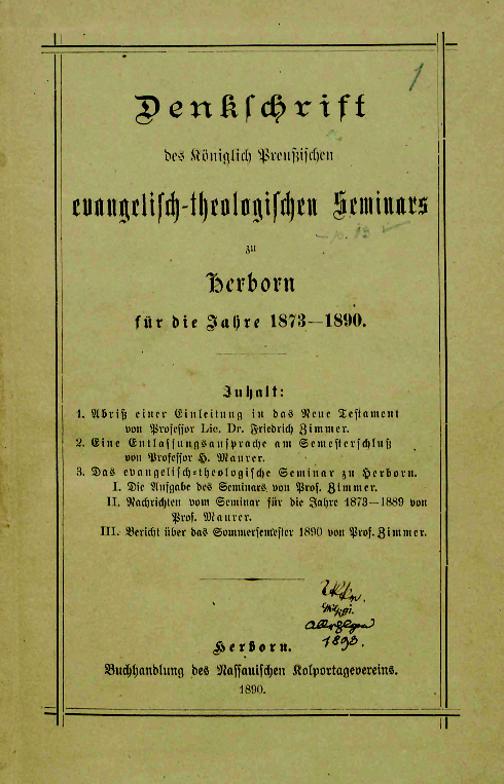 1
Denkschrift
des Königlich Preußischen
evangelisch-theologischen Seminars
zu
Herborn
für die Jahre 1873—1890.
Inhalt:
1. Abriß einer Einleitung in das Neue Testament
von Professor Lic. Dr. Friedrich Zimmer.
2. Eine Entlassungsansprache am Semesterschluß
von Professor H. Maurer.
3. Das evangelisch-theologische Seminar zu Herborn.
I. Die Aufgabe des Seminars von Prof. Zimmer.
II. Nachrichten vom Seminar für die Jahre 1873—1889 von
Prof. Maurer.
III. Bericht über das Sommersemester 1890 von Prof. Zimmer.
1893.
Herborn.
Buchhandlung des Nassauischen Kolportagevereins.
1890.